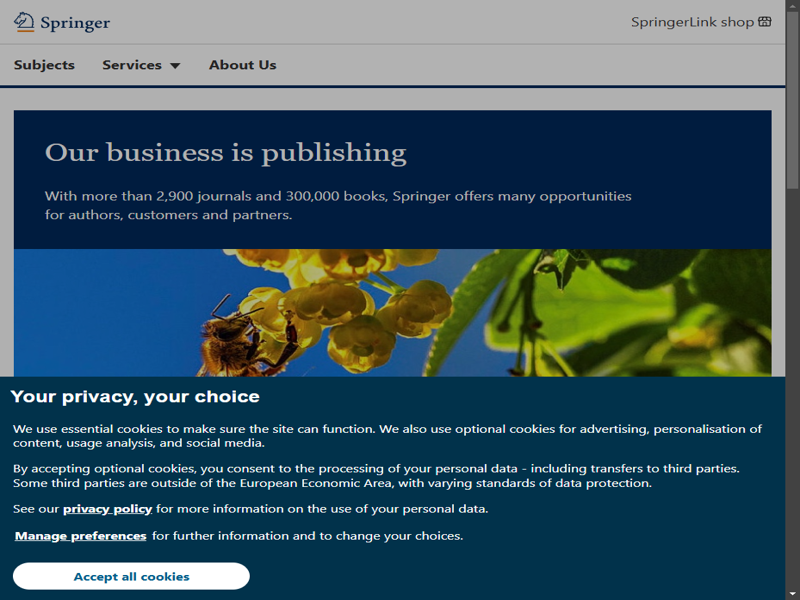 Springer
SpringerLink shop
Subjects
Services
About Us
Our business is publishing
With more than 2,900 journals and 300,000 books, Springer offers many opportunities
for authors, customers and partners.
Your privacy, your choice
We use essential cookies to make sure the site can function. We also use optional cookies for advertising, personalisation of
content, usage analysis, and social media.
By accepting optional cookies, you consent to the processing of your personal data - including transfers to third parties.
Some third parties are outside of the European Economic Area, with varying standards of data protection.
See our privacy policy for more information on the use of your personal data.
Manage preferences for further information and to change your choices.
Accept all cookies